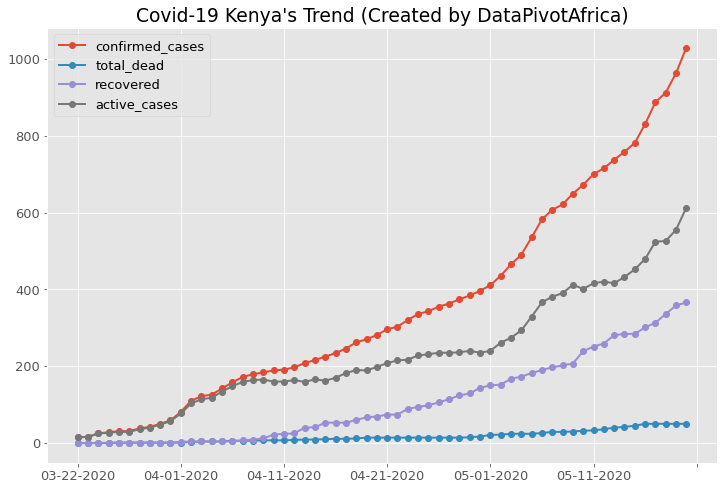 Covid-19 Kenya's Trend (Created by DataPivotAfrica)
confirmed_cases
total_dead
recovered
active_cases
1000
800
600
400
200
0
03-22-2020 04-01-2020 04-11-2020 04-21-2020 05-01-2020 05-11-2020